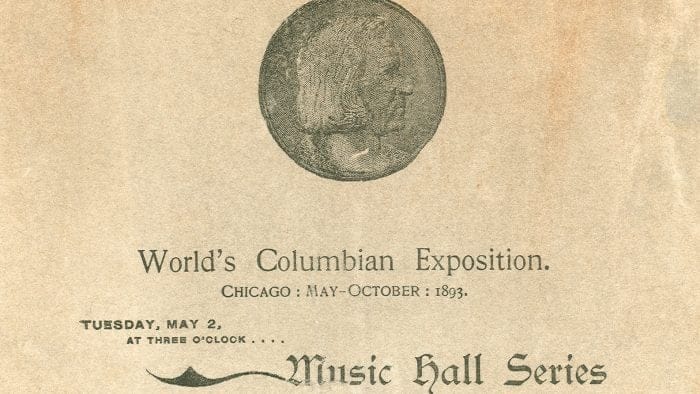 World's Columbian Exposition.
CHICAGO : MAY-OCTOBER : 1893.
TUESDAY, MAY 2,
AT THREE O'CLOCK . . . .
Music Hall Series